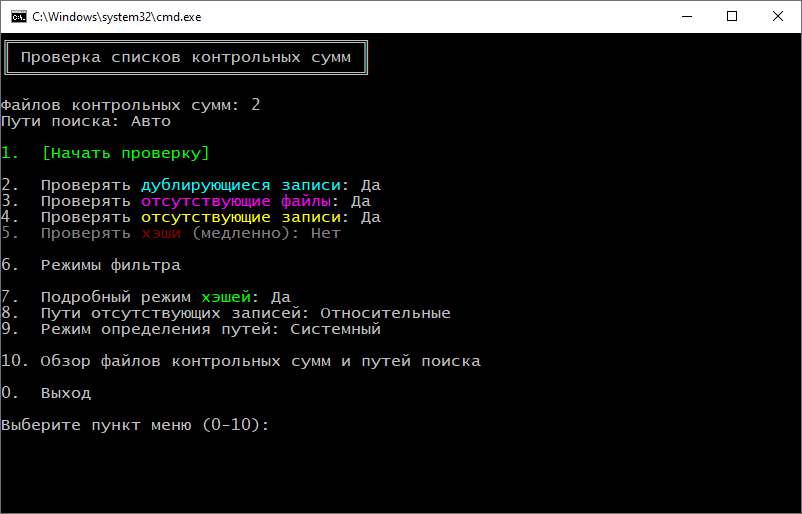 C:\Windows\system32\cmd.exe
Проверка списков контрольных сумм
Файлов контрольных сумм: 2
Пути поиска: Авто
1. [Начать проверку]
2. Проверять дублирующиеся записи: Да
3. Проверять отсутствующие файлы: Да
4. Проверять отсутствующие записи: Да
5. Проверять хэши (медленно): Нет
6. Режимы фильтра
7. Подробный режим хэшей: Да
8. Пути отсутствующих записей: Относительные
9. Режим определения путей: Системный
10. Обзор файлов контрольных сумм и путей поиска
0. Выход
Выберите пункт меню (0-10):